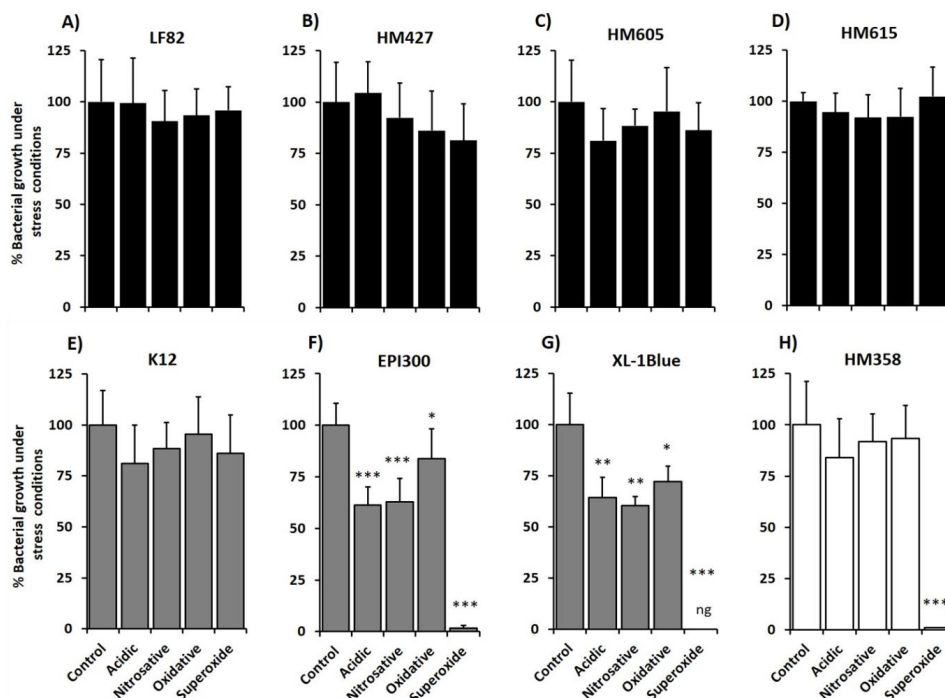 A)
LF82
% Bacterial growth under
stress conditions
125
100
75
50
25
0
B)
HM427
125
100
75
50
25
0
C)
HM605
125
100
75
50
25
0
D)
HM615
125
100
75
50
25
0
E)
K12
% Bacterial growth under
stress conditions
125
100
75
50
25
0
Control
Acidic
Nitrosative
Oxidative
Superoxide
F)
EPI300
125
100
75
50
25
0
***
***
*
***
Control
Acidic
Nitrosative
Oxidative
Superoxide
G)
XL-1Blue
125
100
75
50
25
0
**
**
*
***
ng
Control
Acidic
Nitrosative
Oxidative
Superoxide
H)
HM358
125
100
75
50
25
0
***
Control
Acidic
Nitrosative
Oxidative
Superoxide